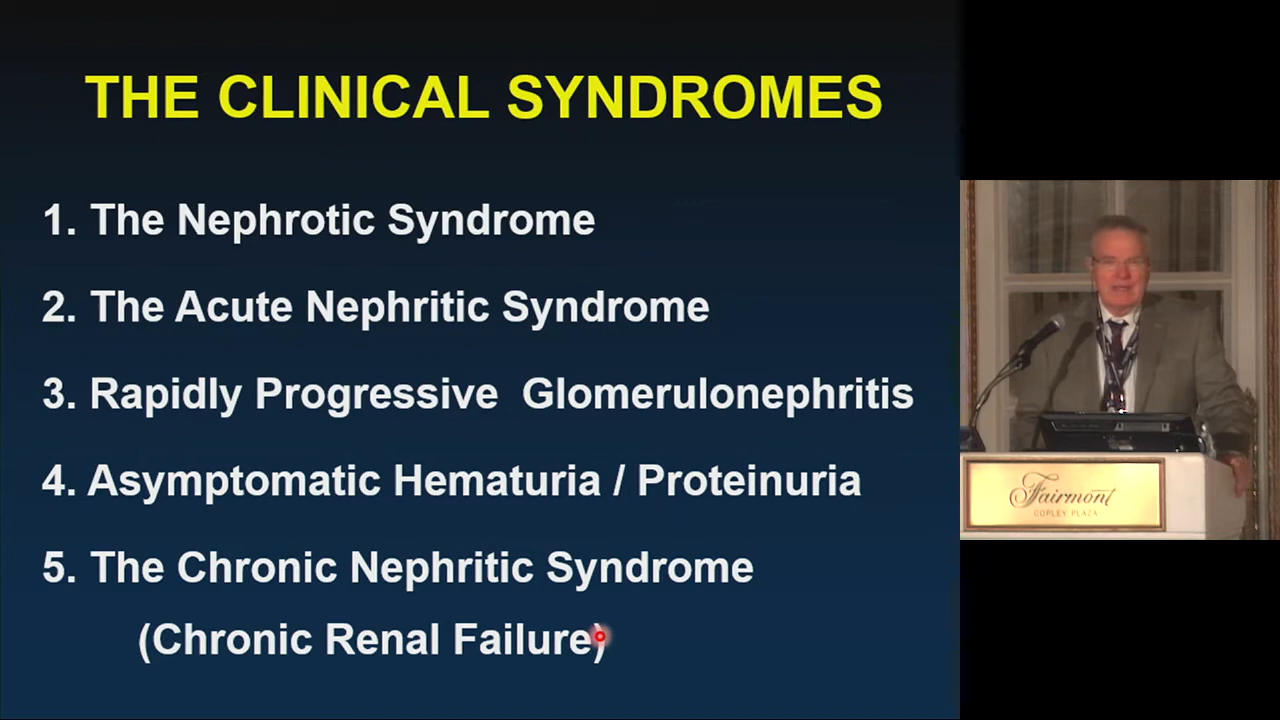 THE CLINICAL SYNDROMES
1. The Nephrotic Syndrome
2. The Acute Nephritic Syndrome
3. Rapidly Progressive Glomerulonephritis
4. Asymptomatic Hematuria / Proteinuria
5. The Chronic Nephritic Syndrome
(Chronic Renal Failure)
Fairmont
COPLEY PLAZA